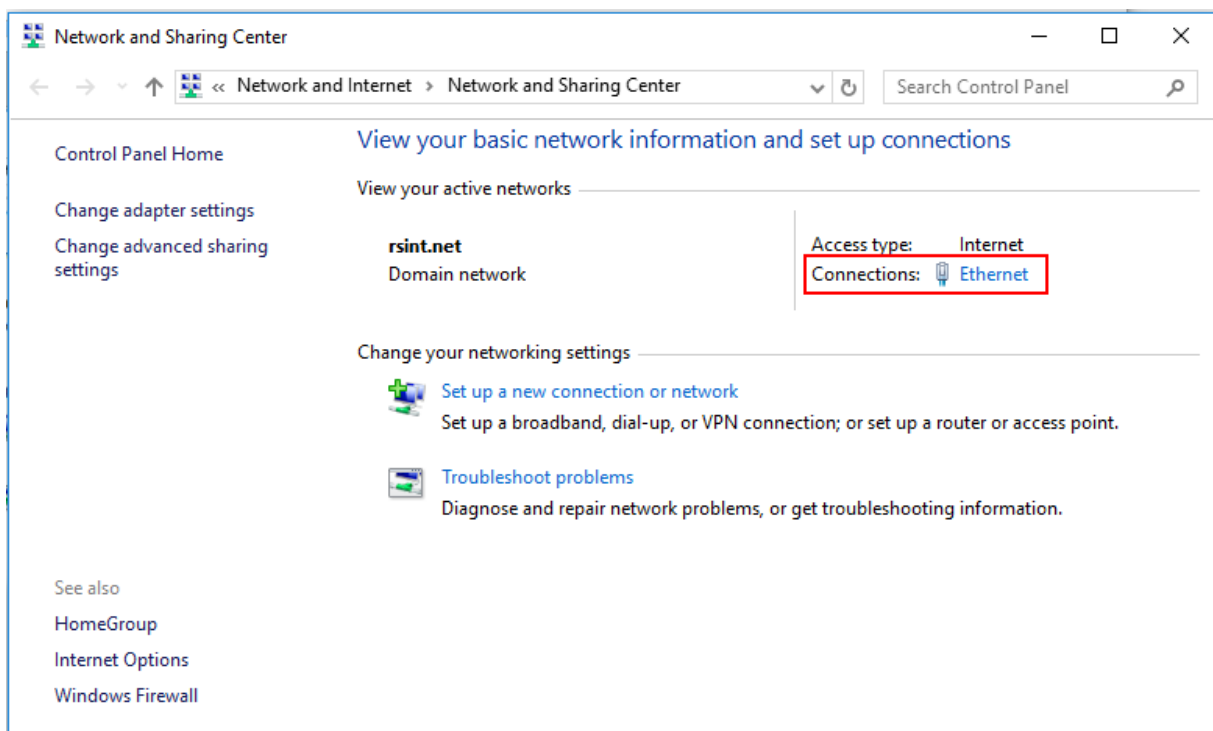 Network and Sharing Center
« Network and Internet › Network and Sharing Center
Search Control Panel
Control Panel Home
Change adapter settings
Change advanced sharing
settings
View your basic network information and set up connections
View your active networks
rsint.net
Domain network
Access type: Internet
Connections: Ethernet
Change your networking settings
Set up a new connection or network
Set up a broadband, dial-up, or VPN connection; or set up a router or access point.
Troubleshoot problems
Diagnose and repair network problems, or get troubleshooting information.
See also
HomeGroup
Internet Options
Windows Firewall